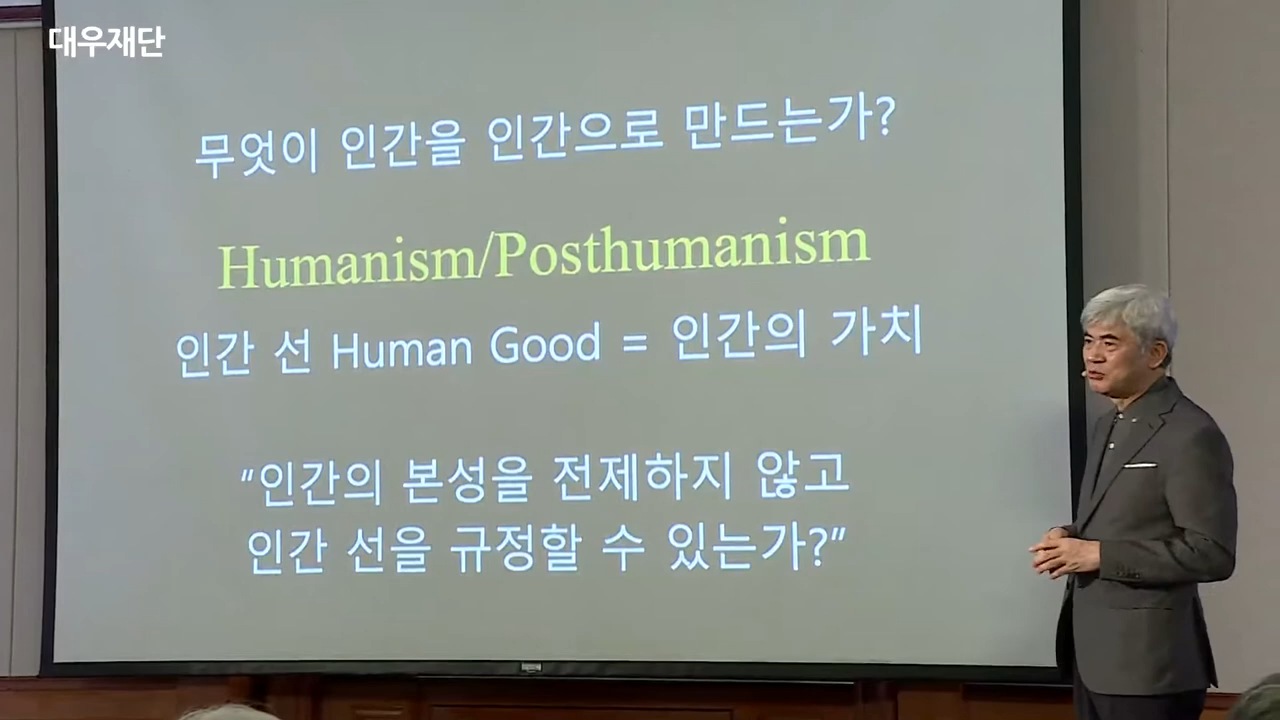 대우재단
무엇이 인간을 인간으로 만드는가?
Humanism/Posthumanism
인간 선 Human Good = 인간의 가치
“인간의 본성을 전제하지 않고
인간 선을 규정할 수 있는가?”